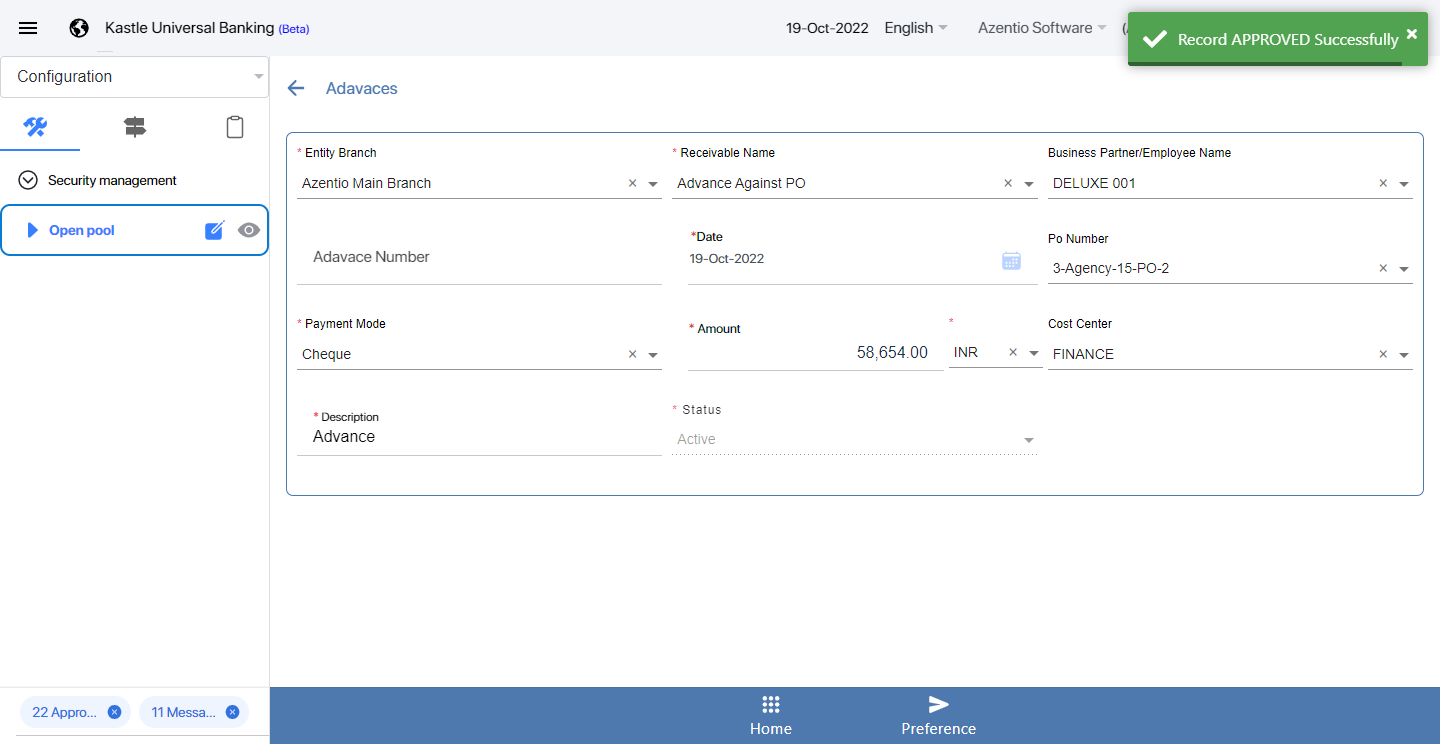 Kastle Universal Banking (Beta)
19-Oct-2022
English
Azentio Software
Record APPROVED Successfully
Configuration
Adavaces
Security management
Open pool
* Entity Branch
Azentio Main Branch
* Receivable Name
Advance Against PO
Business Partner/Employee Name
DELUXE 001
Adavace Number
*Date
19-Oct-2022
Po Number
3-Agency-15-PO-2
* Payment Mode
Cheque
* Amount
58,654.00
*
INR
Cost Center
FINANCE
* Description
Advance
* Status
Active
22 Appro...
11 Messa...
Home
Preference